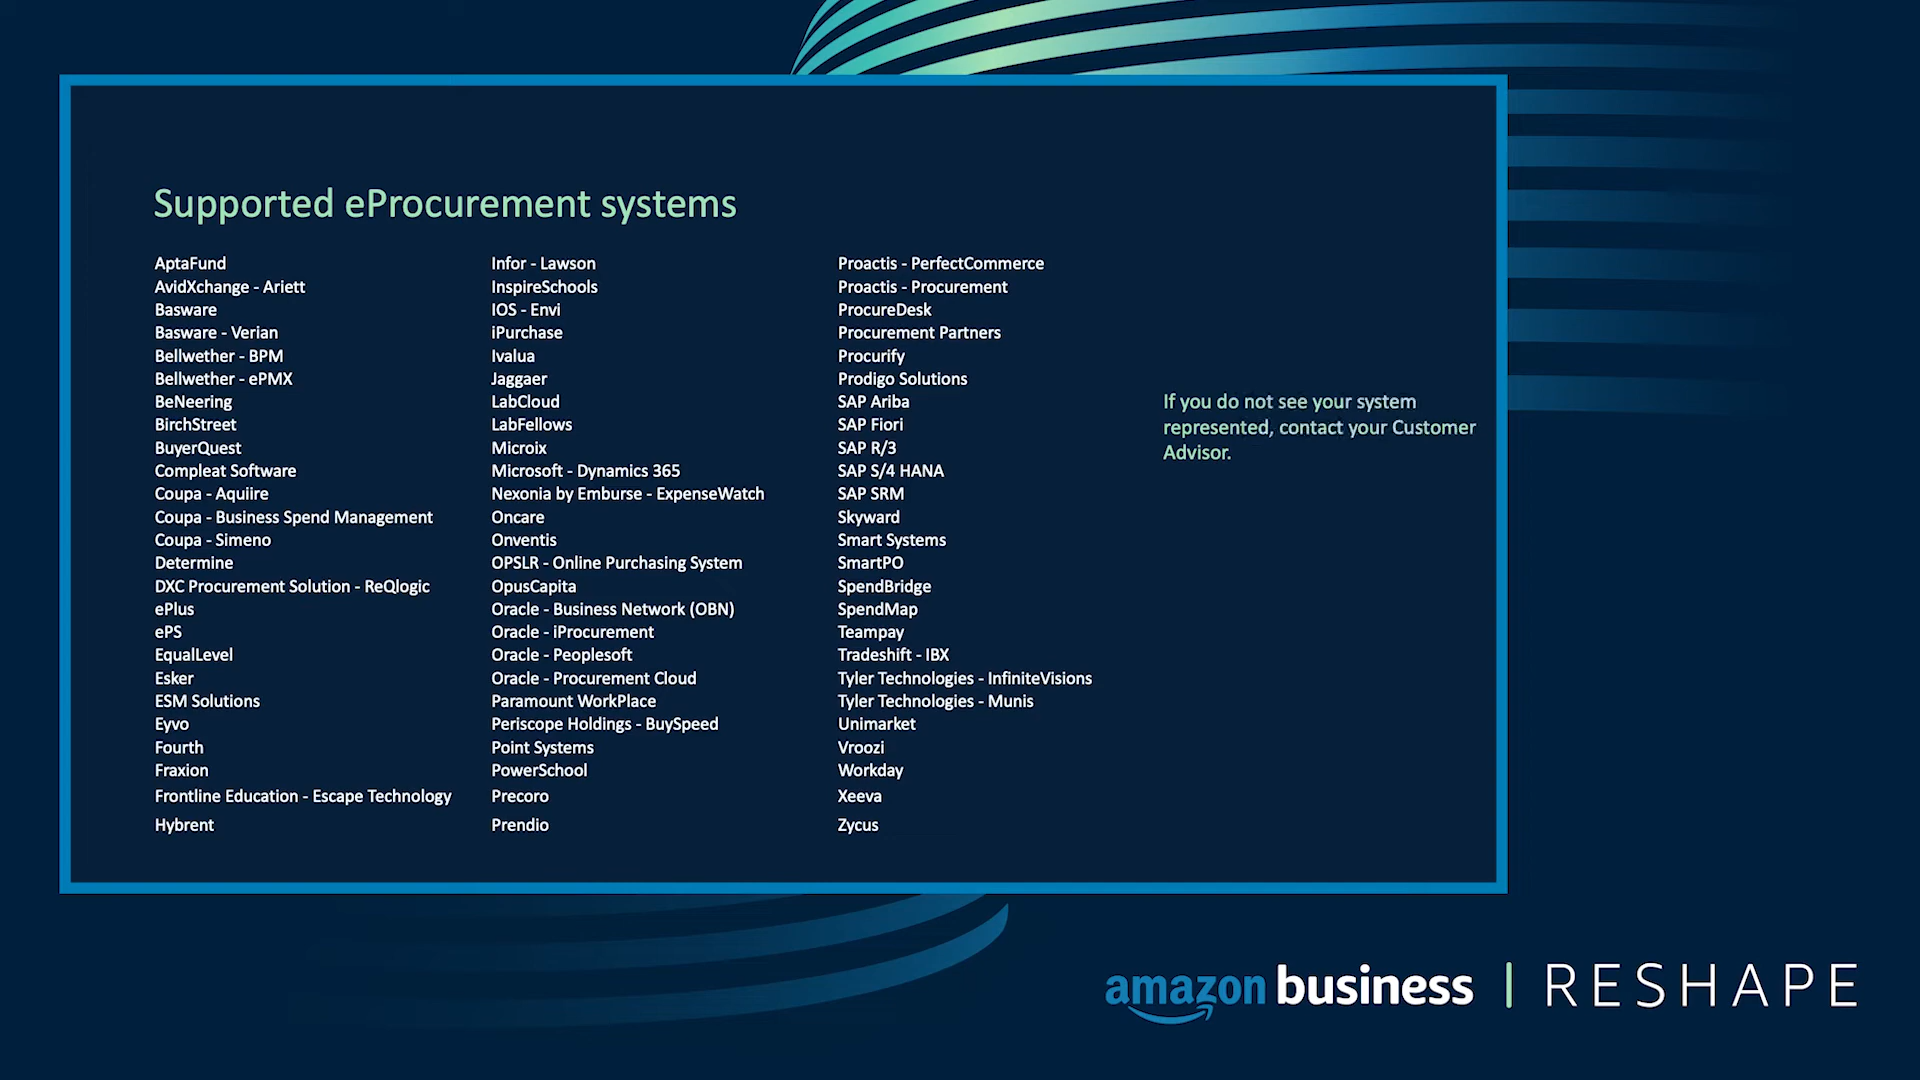 Supported eProcurement systems
AptaFund
AvidXchange - Ariett
Basware
Basware - Verian
Bellwether - BPM
Bellwether - ePMX
BeNeering
BirchStreet
BuyerQuest
Compleat Software
Coupa - Aquiire
Coupa - Business Spend Management
Coupa - Simeno
Determine
DXC Procurement Solution - ReQlogic
ePlus
ePS
EqualLevel
Esker
ESM Solutions
Eyvo
Fourth
Fraxion
Frontline Education - Escape Technology
Hybrent
Infor - Lawson
InspireSchools
IOS - Envi
iPurchase
Ivalua
Jaggaer
LabCloud
LabFellows
Microix
Microsoft - Dynamics 365
Nexonia by Emburse - ExpenseWatch
Oncare
Onventis
OPSLR - Online Purchasing System
OpusCapita
Oracle - Business Network (OBN)
Oracle - iProcurement
Oracle - Peoplesoft
Oracle - Procurement Cloud
Paramount WorkPlace
Periscope Holdings - BuySpeed
Point Systems
PowerSchool
Precoro
Prendio
Proactis - PerfectCommerce
Proactis - Procurement
ProcureDesk
Procurement Partners
Procurify
Prodigo Solutions
SAP Ariba
SAP Fiori
SAP R/3
SAP S/4 HANA
SAP SRM
Skyward
Smart Systems
SmartPO
SpendBridge
SpendMap
Teampay
Tradeshift - IBX
Tyler Technologies - InfiniteVisions
Tyler Technologies - Munis
Unimarket
Vroozi
Workday
Xeeva
Zycus
If you do not see your system
represented, contact your Customer
Advisor.
amazon business | RESHAPE